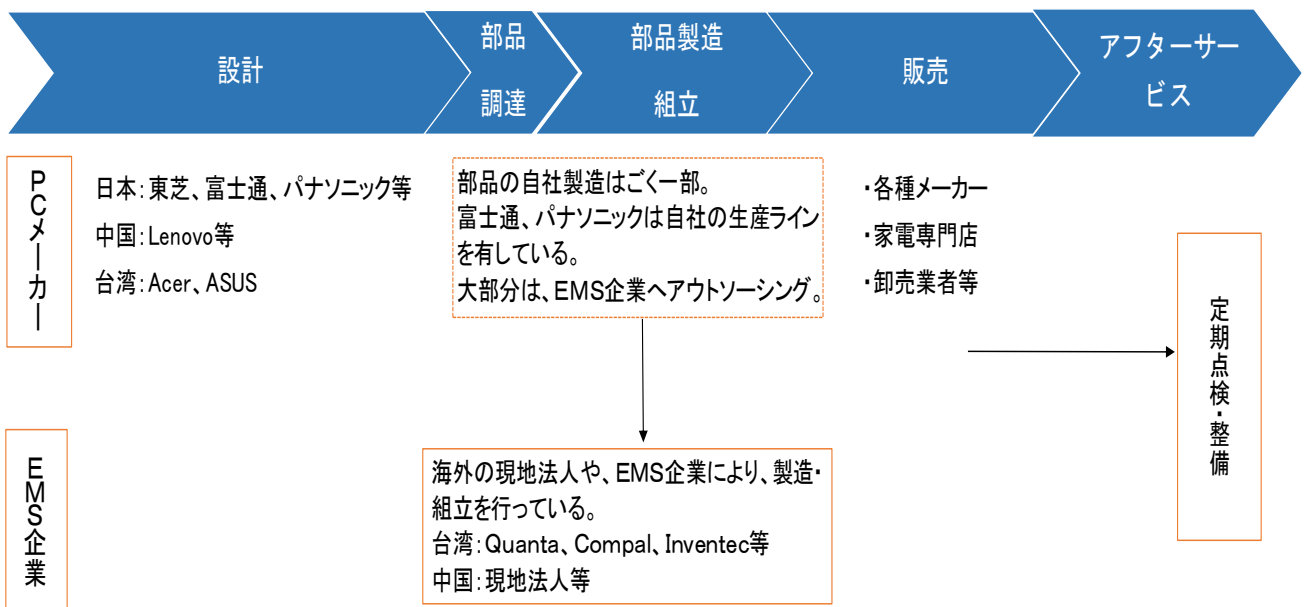 設計
部品
調達
部品製造
組立
販売
アフターサー
ビス
PCメーカー
日本：東芝、富士通、パナソニック等
中国：Lenovo等
台湾：Acer、ASUS
部品の自社製造はごく一部。
富士通、パナソニックは自社の生産ライン
を有している。
大部分は、EMS企業へアウトソーシング。
・各種メーカー
・家電専門店
・卸売業者等
定期点検・整備
EMS企業
海外の現地法人や、EMS企業により、製造・
組立を行っている。
台湾：Quanta、Compal、Inventec等
中国：現地法人等